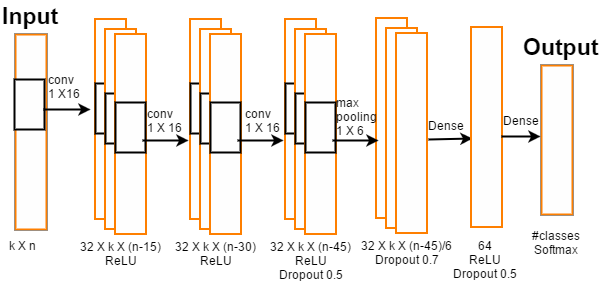 Input
Output
conv
1 X16
conv
1 X 16
conv
1 X 16
max
pooling
1 X 6
Dense
Dense
k X n
32 X k X (n-15)
ReLU
32 X k X (n-30)
ReLU
32 X k X (n-45)
ReLU
Dropout 0.5
32 X k X (n-45)/6
Dropout 0.7
64
ReLU
Dropout 0.5
#classes
Softmax